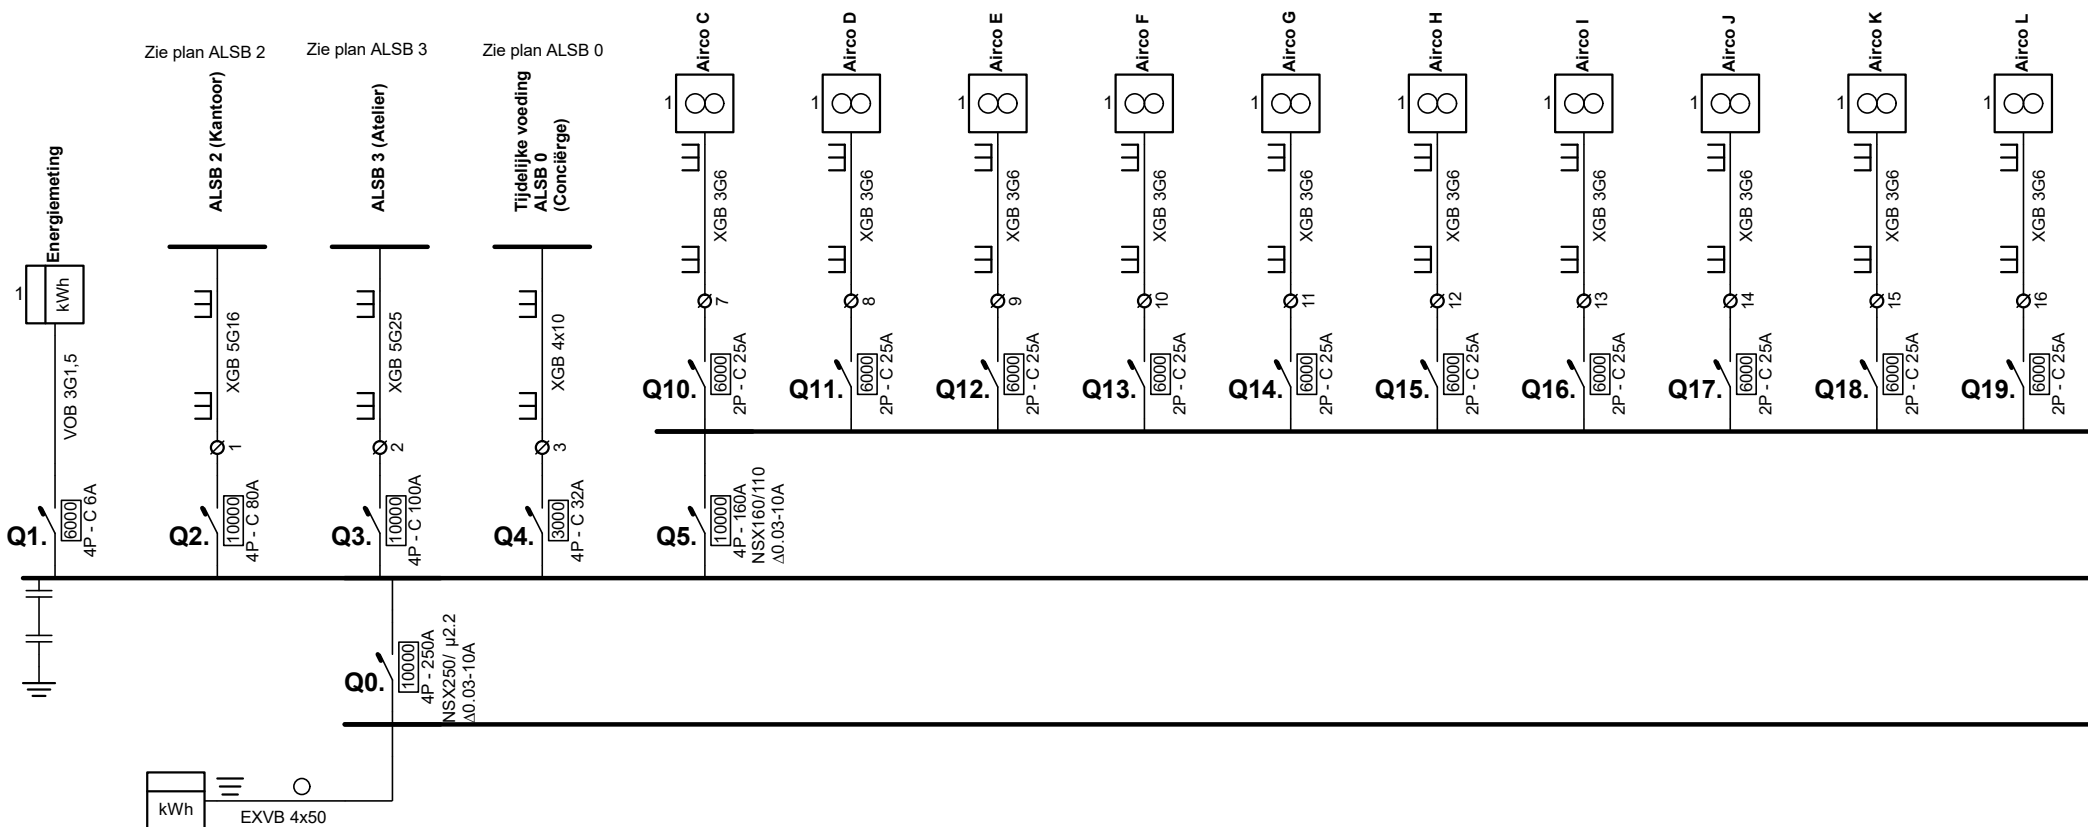 Zie plan ALSB 2
Zie plan ALSB 3
Zie plan ALSB 0
Energiemeting
ALSB 2 (Kantoor)
ALSB 3 (Atelier)
Tijdelijke voeding
ALSB 0
(Conciërge)
Airco C
Airco D
Airco E
Airco F
Airco G
Airco H
Airco I
Airco J
Airco K
Airco L
1
1
1
1
1
1
1
1
1
1
1
kWh
VOB 3G1,5
XGB 5G16
XGB 5G25
XGB 4x10
XGB 3G6
XGB 3G6
XGB 3G6
XGB 3G6
XGB 3G6
XGB 3G6
XGB 3G6
XGB 3G6
XGB 3G6
XGB 3G6
7
8
9
10
11
12
13
14
15
16
Q10.
6000
2P - C 25A
Q11.
6000
2P - C 25A
Q12.
6000
2P - C 25A
Q13.
6000
2P - C 25A
Q14.
6000
2P - C 25A
Q15.
6000
2P - C 25A
Q16.
6000
2P - C 25A
Q17.
6000
2P - C 25A
Q18.
6000
2P - C 25A
Q19.
6000
2P - C 25A
1
2
3
Q1.
6000
4P - C 6A
Q2.
10000
4P - C 80A
Q3.
10000
4P - C 100A
Q4.
3000
4P - C 32A
Q5.
10000
4P - 160A
NSX160/110
Δ0.03-10A
Q0.
10000
4P - 250A
NSX250/ µ2.2
Δ0.03-10A
kWh
EXVB 4x50